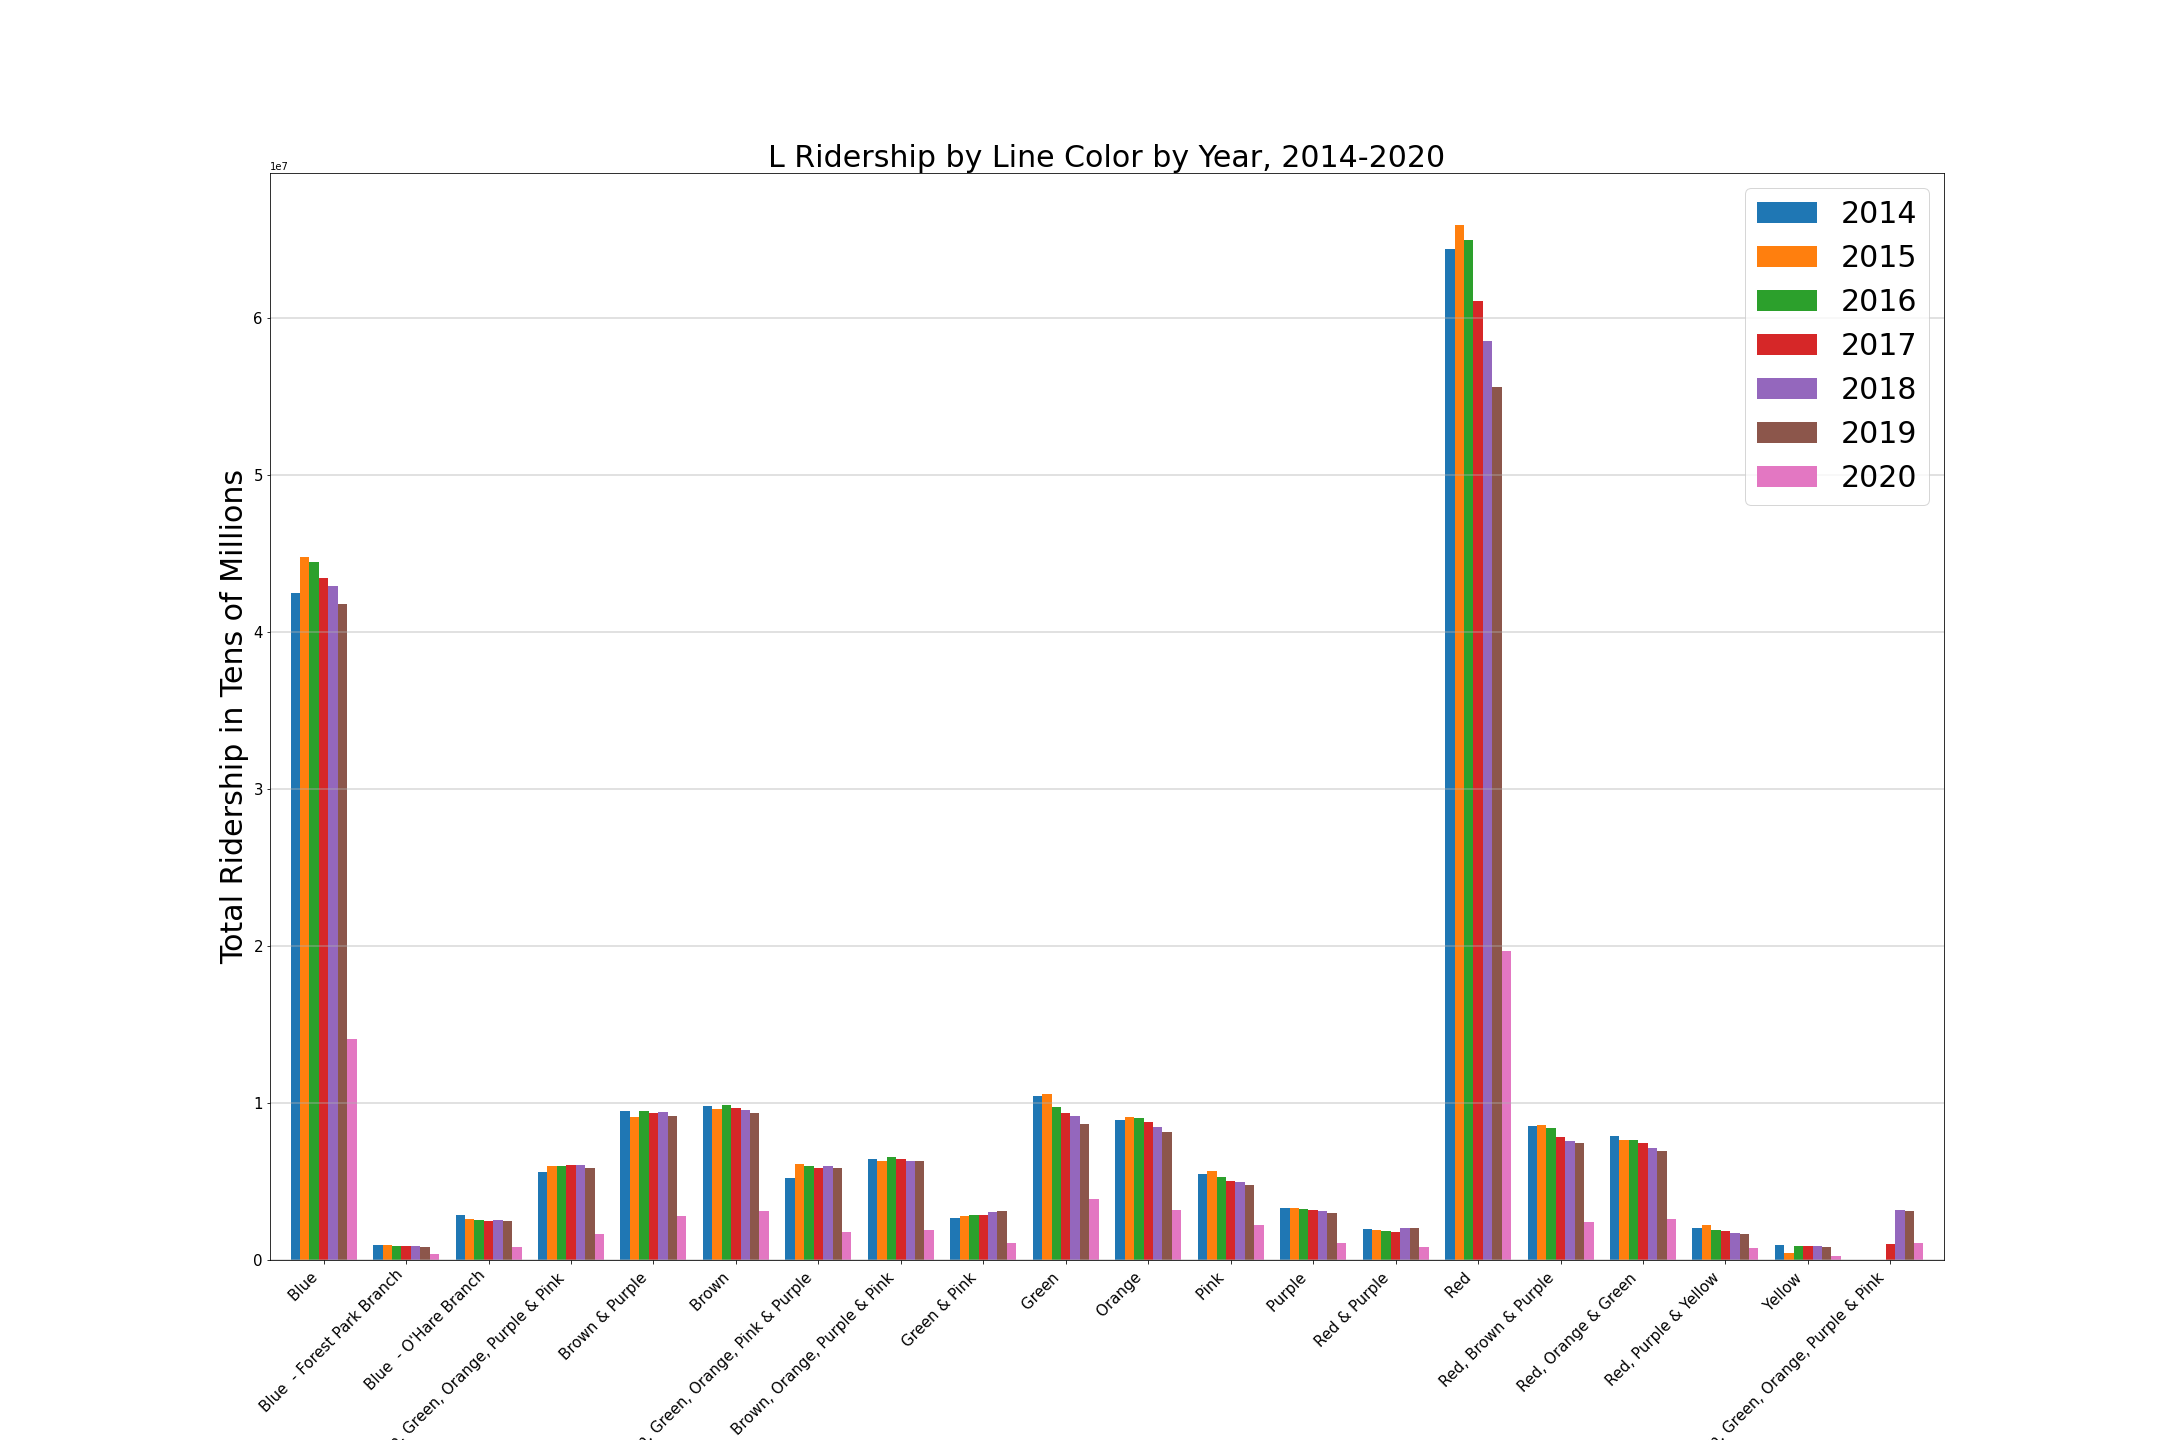 L Ridership by Line Color by Year, 2014-2020
1e7
2014
2015
2016
2017
2018
2019
2020
Total Ridership in Tens of Millions
6
5
4
3
2
1
0
Blue
Blue - Forest Park Branch
Blue - O'Hare Branch
Green, Orange, Purple & Pink
Brown & Purple
Brown
Green, Orange, Pink & Purple
Brown, Orange, Purple & Pink
Green & Pink
Green
Orange
Pink
Purple
Red & Purple
Red
Red, Brown & Purple
Red, Orange & Green
Red, Purple & Yellow
Yellow
Green, Orange, Purple & Pink